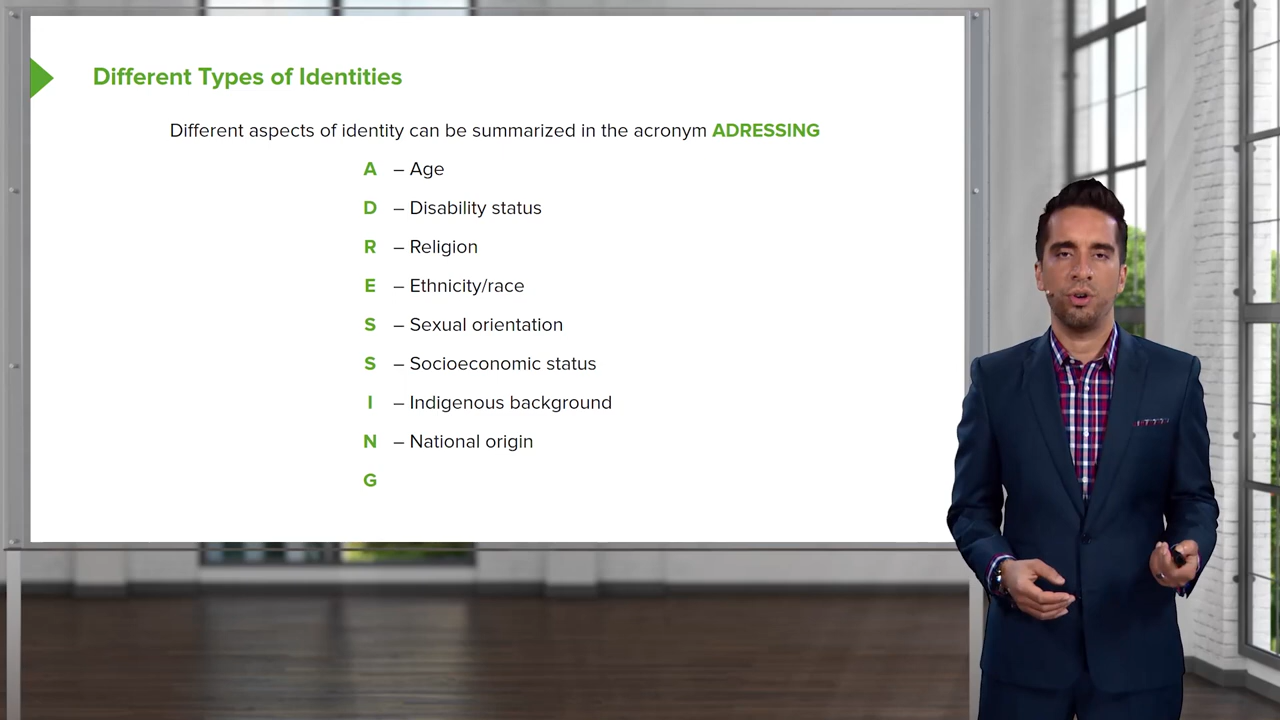 Different Types of Identities
Different aspects of identity can be summarized in the acronym ADRESSING
A – Age
D – Disability status
R – Religion
E – Ethnicity/race
S – Sexual orientation
S – Socioeconomic status
I – Indigenous background
N – National origin
G